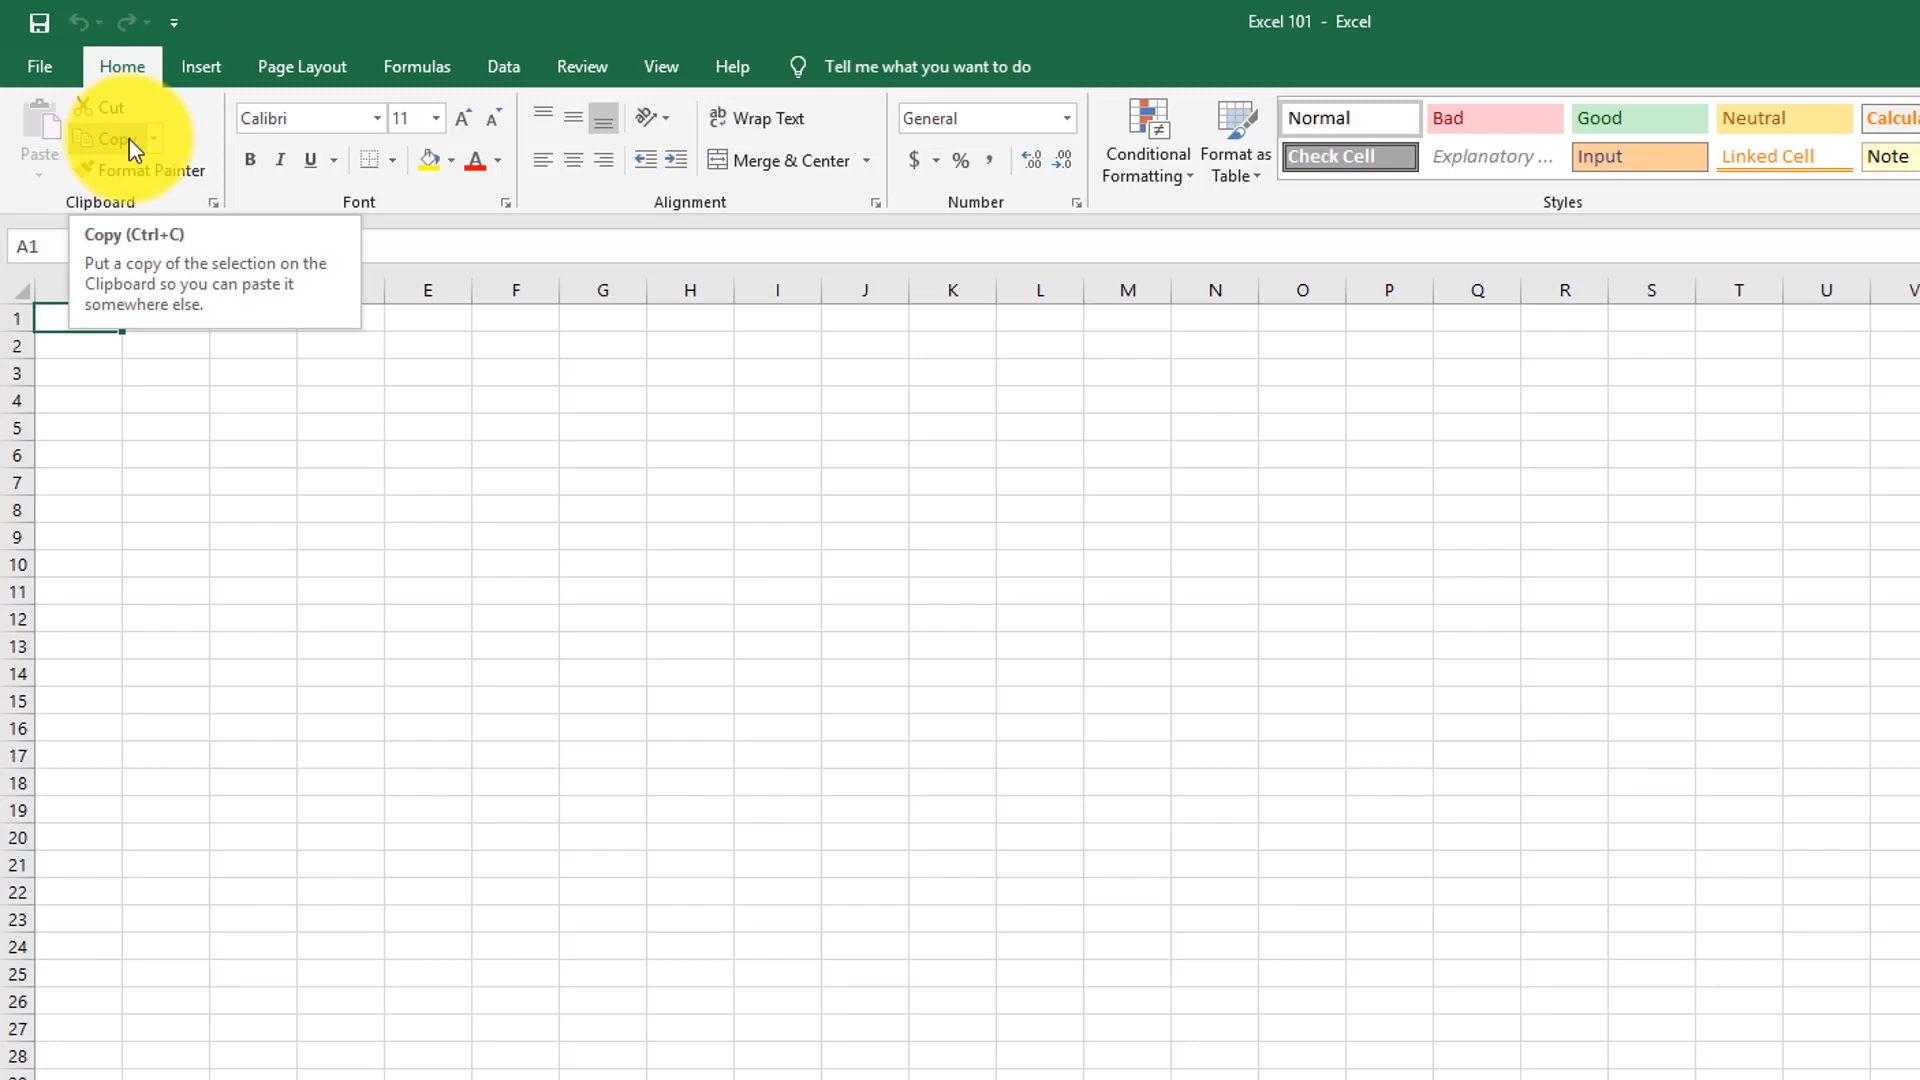 Excel 101 - Excel
File Home Insert Page Layout Formulas Data Review View Help Tell me what you want to do
Paste
Cut
Copy
Format Painter
Clipboard
Calibri 11
B I U A
Font
Wrap Text
Merge & Center
Alignment
General
$ % ,
Number
Conditional Formatting
Format as Table
Normal Bad Good Neutral
Check Cell Explanatory ... Input Linked Cell Note
Styles
A1
Copy (Ctrl+C)
Put a copy of the selection on the
Clipboard so you can paste it
somewhere else.
E F G H I J K L M N O P Q R S T U V
1
2
3
4
5
6
7
8
9
10
11
12
13
14
15
16
17
18
19
20
21
22
23
24
25
26
27
28